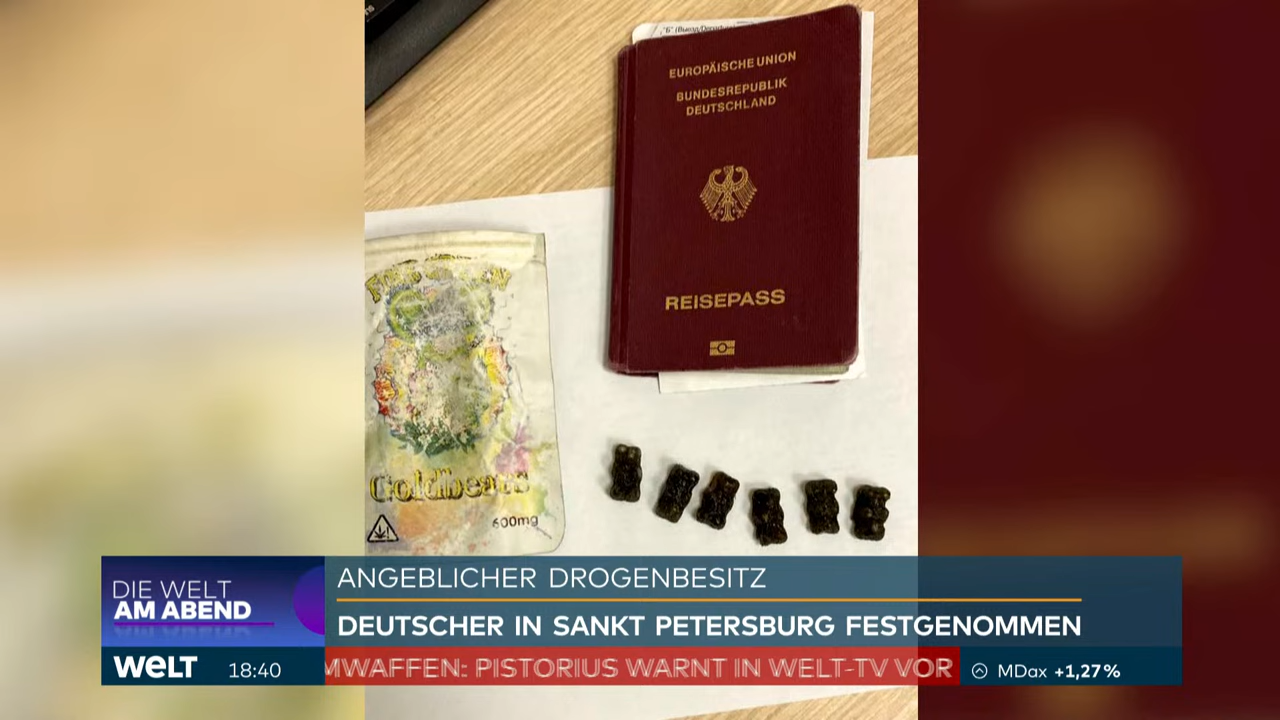 EUROPÄISCHE UNION
BUNDESREPUBLIK
DEUTSCHLAND
REISEPASS
Goldbears
600mg
ANGEBLICHER DROGENBESITZ
DIE WELT
AM ABEND
DEUTSCHER IN SANKT PETERSBURG FESTGENOMMEN
welt
18:40
MWAFFEN: PISTORIUS WARNT IN WELT-TV VOR
MDax +1,27%